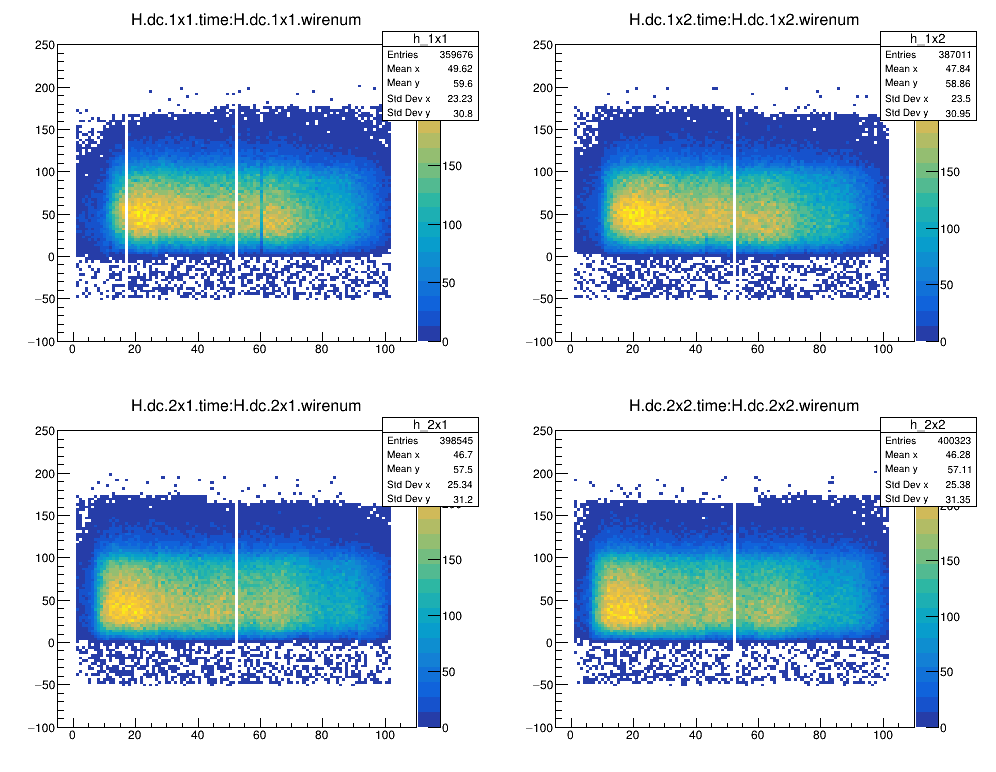 H.dc.1x1.time:H.dc.1x1.wirenum
h_1x1
Entries 359676
Mean x 49.62
Mean y 59.6
Std Dev x 23.23
Std Dev y 30.8
250
200
150
100
50
0
−50
−100
0 20 40 60 80 100
150
100
50
0
H.dc.1x2.time:H.dc.1x2.wirenum
h_1x2
Entries 387011
Mean x 47.84
Mean y 58.86
Std Dev x 23.5
Std Dev y 30.95
250
200
150
100
50
0
−50
−100
0 20 40 60 80 100
150
100
50
0
H.dc.2x1.time:H.dc.2x1.wirenum
h_2x1
Entries 398545
Mean x 46.7
Mean y 57.5
Std Dev x 25.34
Std Dev y 31.2
250
200
150
100
50
0
−50
−100
0 20 40 60 80 100
200
150
100
50
0
H.dc.2x2.time:H.dc.2x2.wirenum
h_2x2
Entries 400323
Mean x 46.28
Mean y 57.11
Std Dev x 25.38
Std Dev y 31.35
250
200
150
100
50
0
−50
−100
0 20 40 60 80 100
200
150
100
50
0